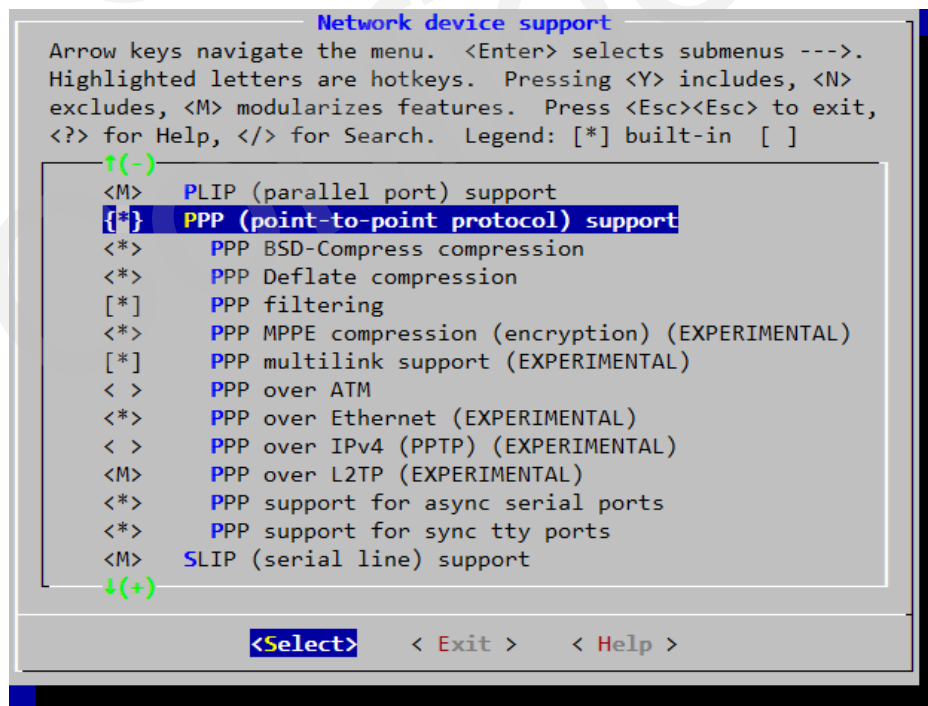 Network device support
Arrow keys navigate the menu.  <Enter> selects submenus --->.
Highlighted letters are hotkeys.  Pressing <Y> includes, <N>
excludes, <M> modularizes features.  Press <Esc><Esc> to exit,
<?> for Help, </> for Search.  Legend: [*] built-in  [ ]
↑(-)
<M>   PLIP (parallel port) support
{*}   PPP (point-to-point protocol) support
<*>     PPP BSD-Compress compression
<*>     PPP Deflate compression
[*]     PPP filtering
<*>     PPP MPPE compression (encryption) (EXPERIMENTAL)
[*]     PPP multilink support (EXPERIMENTAL)
< >     PPP over ATM
<*>     PPP over Ethernet (EXPERIMENTAL)
< >     PPP over IPv4 (PPTP) (EXPERIMENTAL)
<M>     PPP over L2TP (EXPERIMENTAL)
<*>     PPP support for async serial ports
<*>     PPP support for sync tty ports
<M>   SLIP (serial line) support
↓(+)
<Select>    < Exit >    < Help >